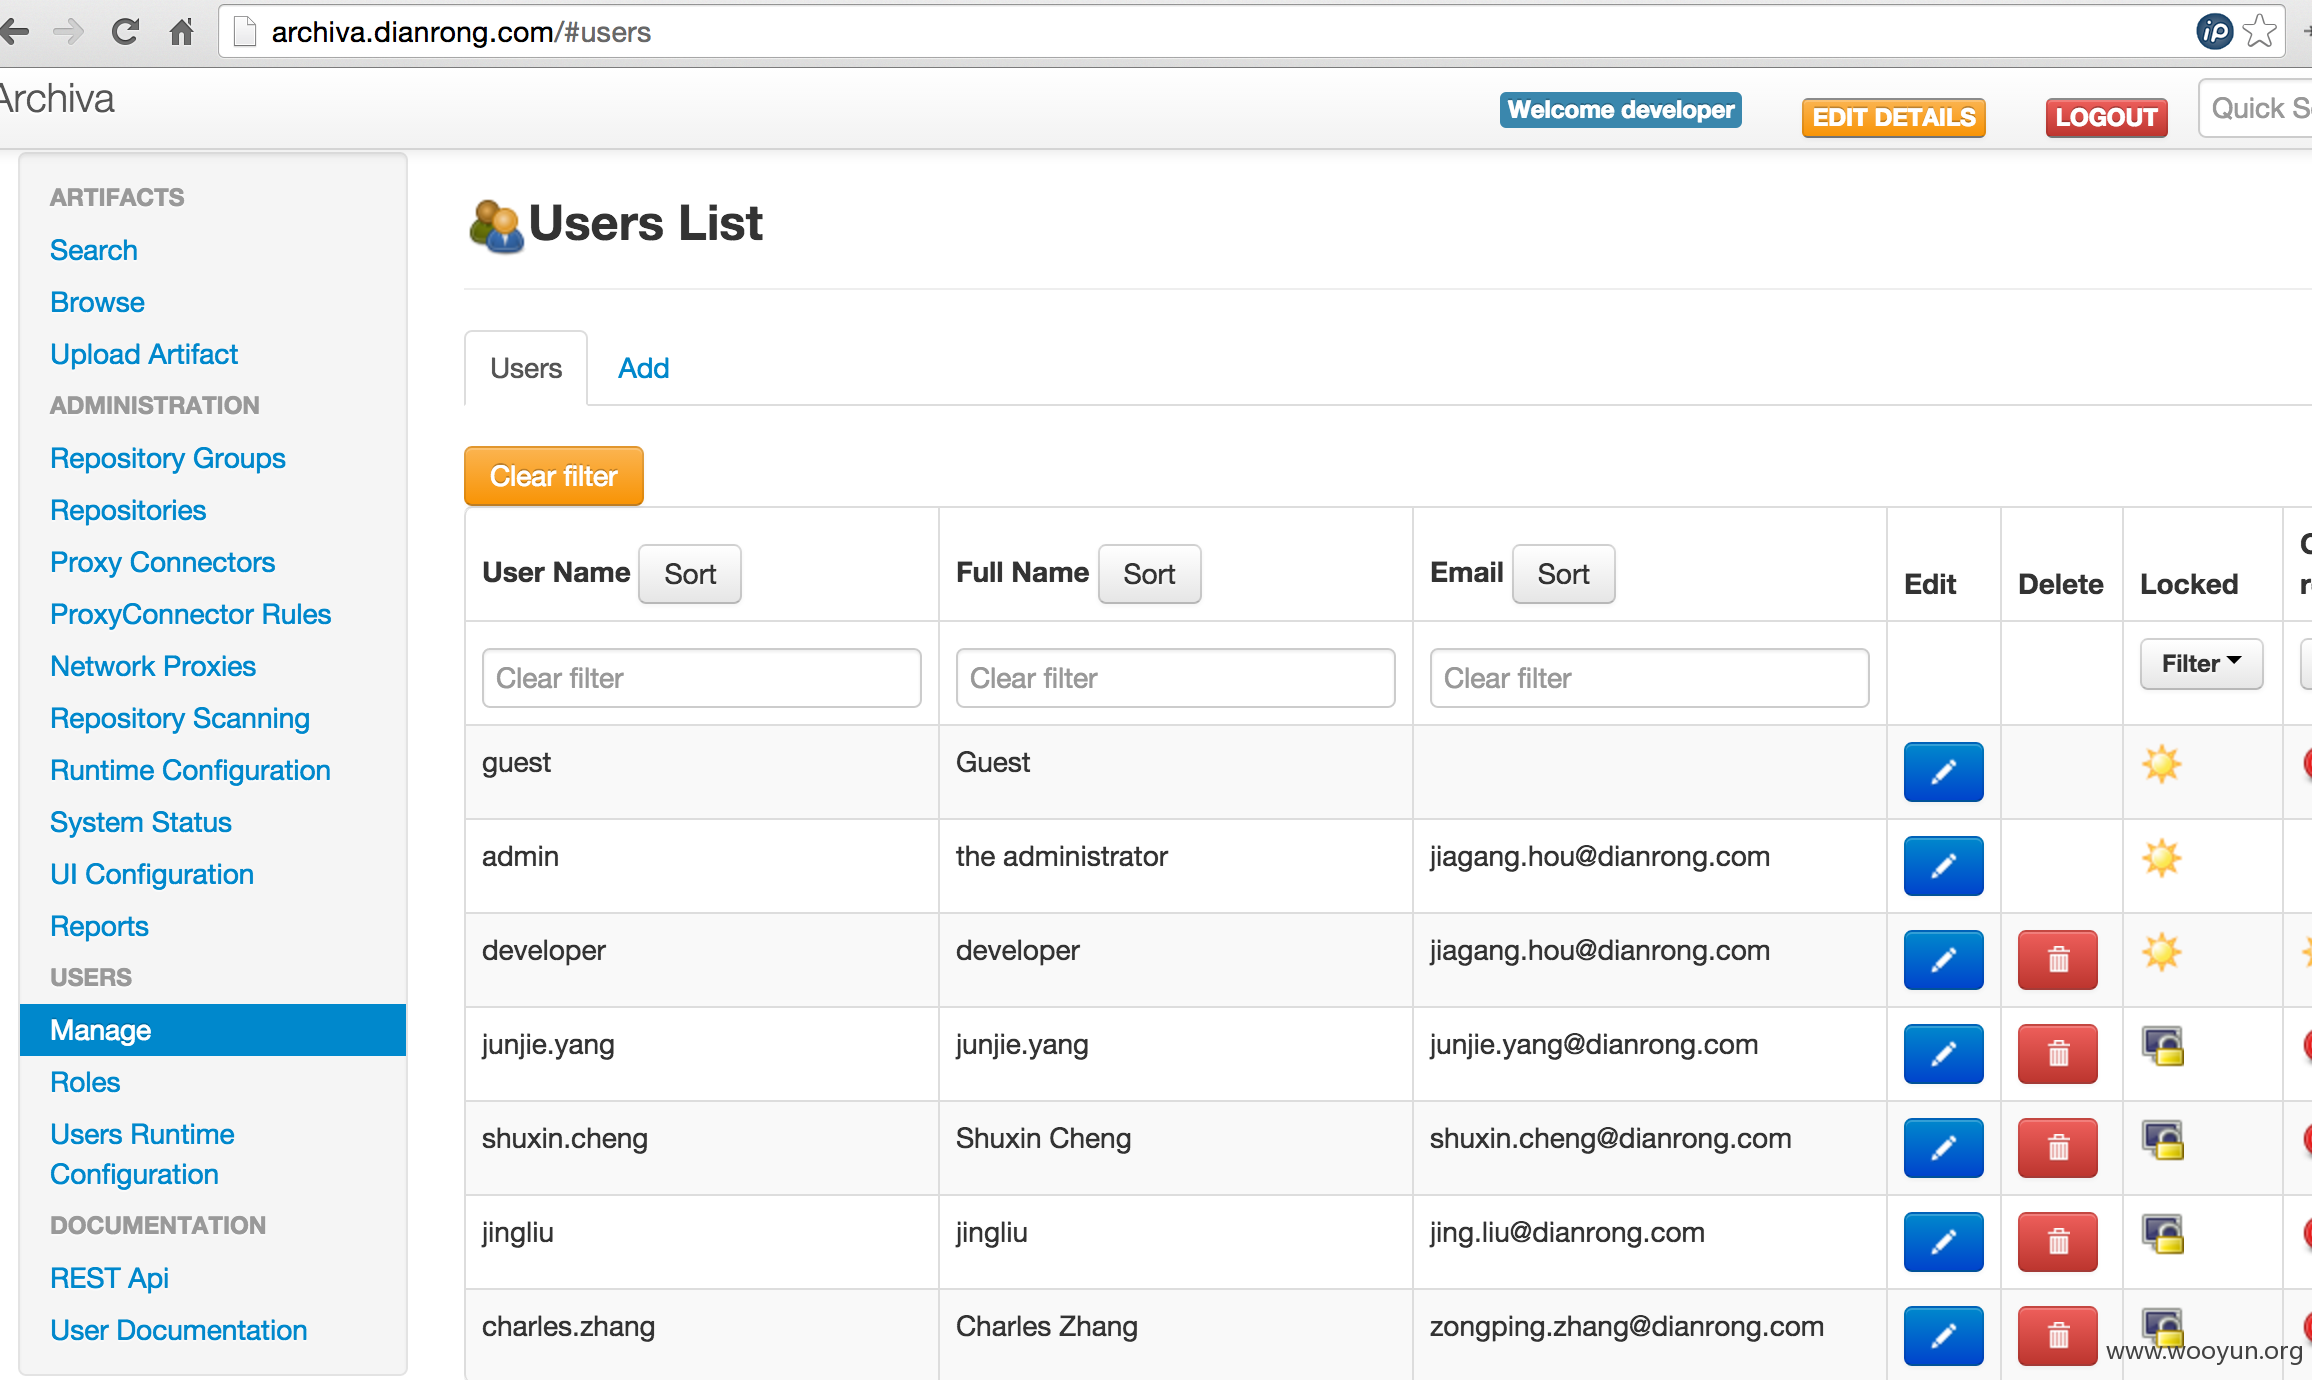 archiva.dianrong.com/#users
Archiva
Welcome developer
EDIT DETAILS
LOGOUT
Quick S
ARTIFACTS
Search
Browse
Upload Artifact
ADMINISTRATION
Repository Groups
Repositories
Proxy Connectors
ProxyConnector Rules
Network Proxies
Repository Scanning
Runtime Configuration
System Status
UI Configuration
Reports
USERS
Manage
Roles
Users Runtime
Configuration
DOCUMENTATION
REST Api
User Documentation
Users List
Users Add
Clear filter
User Name Sort Full Name Sort Email Sort Edit Delete Locked
Clear filter Clear filter Clear filter Filter
guest Guest
admin the administrator jiagang.hou@dianrong.com
developer developer jiagang.hou@dianrong.com
junjie.yang junjie.yang junjie.yang@dianrong.com
shuxin.cheng Shuxin Cheng shuxin.cheng@dianrong.com
jingliu jingliu jing.liu@dianrong.com
charles.zhang Charles Zhang zongping.zhang@dianrong.com
www.wooyun.org